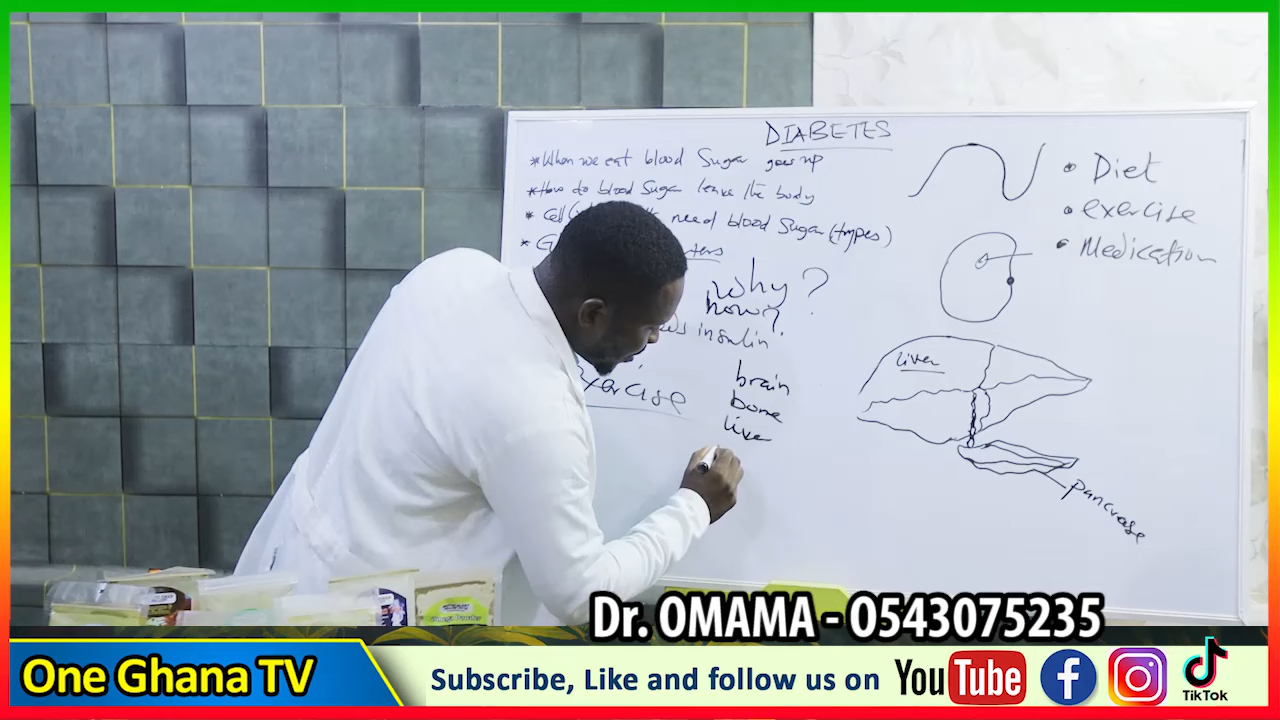 DIABETES
*When we eat blood Sugar goes up
*How do blood Sugar leave the body
* Cell need blood Sugar (types)
* G
why?
how?
insulin
exercise
brain
bone
live
• Diet
• exercise
• Medication
liver
pancrase
Dr. OMAMA - 0543075235
One Ghana TV
Subscribe, Like and follow us on YouTube
TikTok